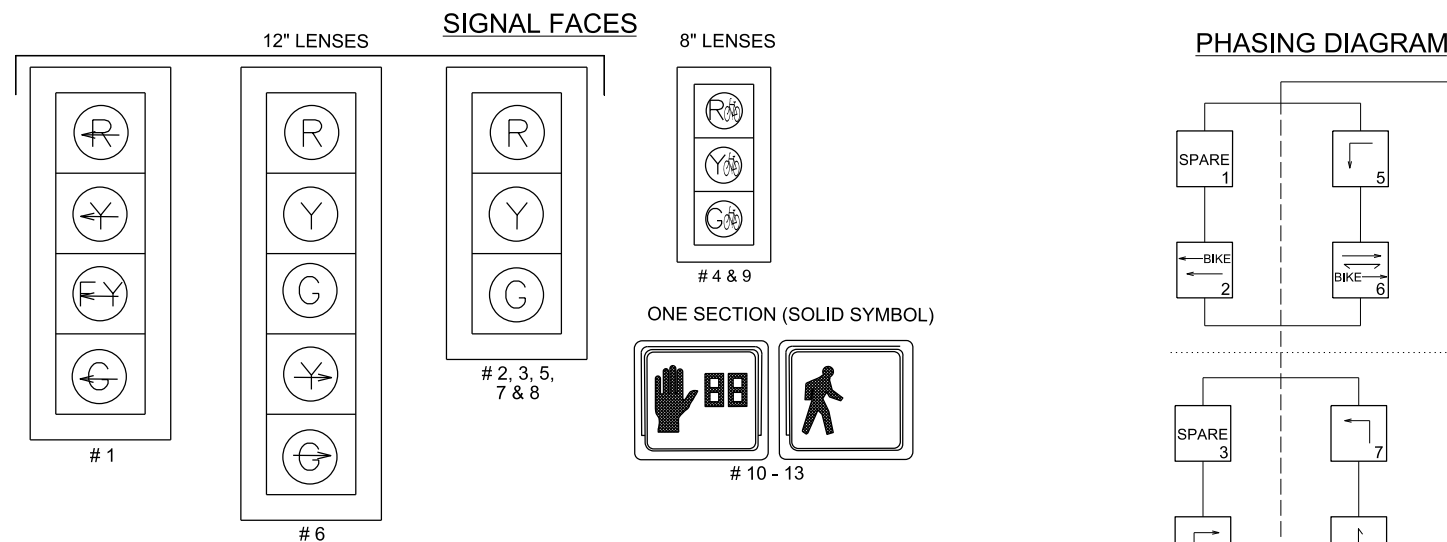 SIGNAL FACES
12" LENSES
8" LENSES
R
Y
FY
G
# 1
R
Y
G
Y
G
# 6
R
Y
G
# 2, 3, 5,
7 & 8
R
Y
G
# 4 & 9
ONE SECTION (SOLID SYMBOL)
88
# 10 - 13
PHASING DIAGRAM
SPARE
1
5
BIKE
2
BIKE
6
SPARE
3
7